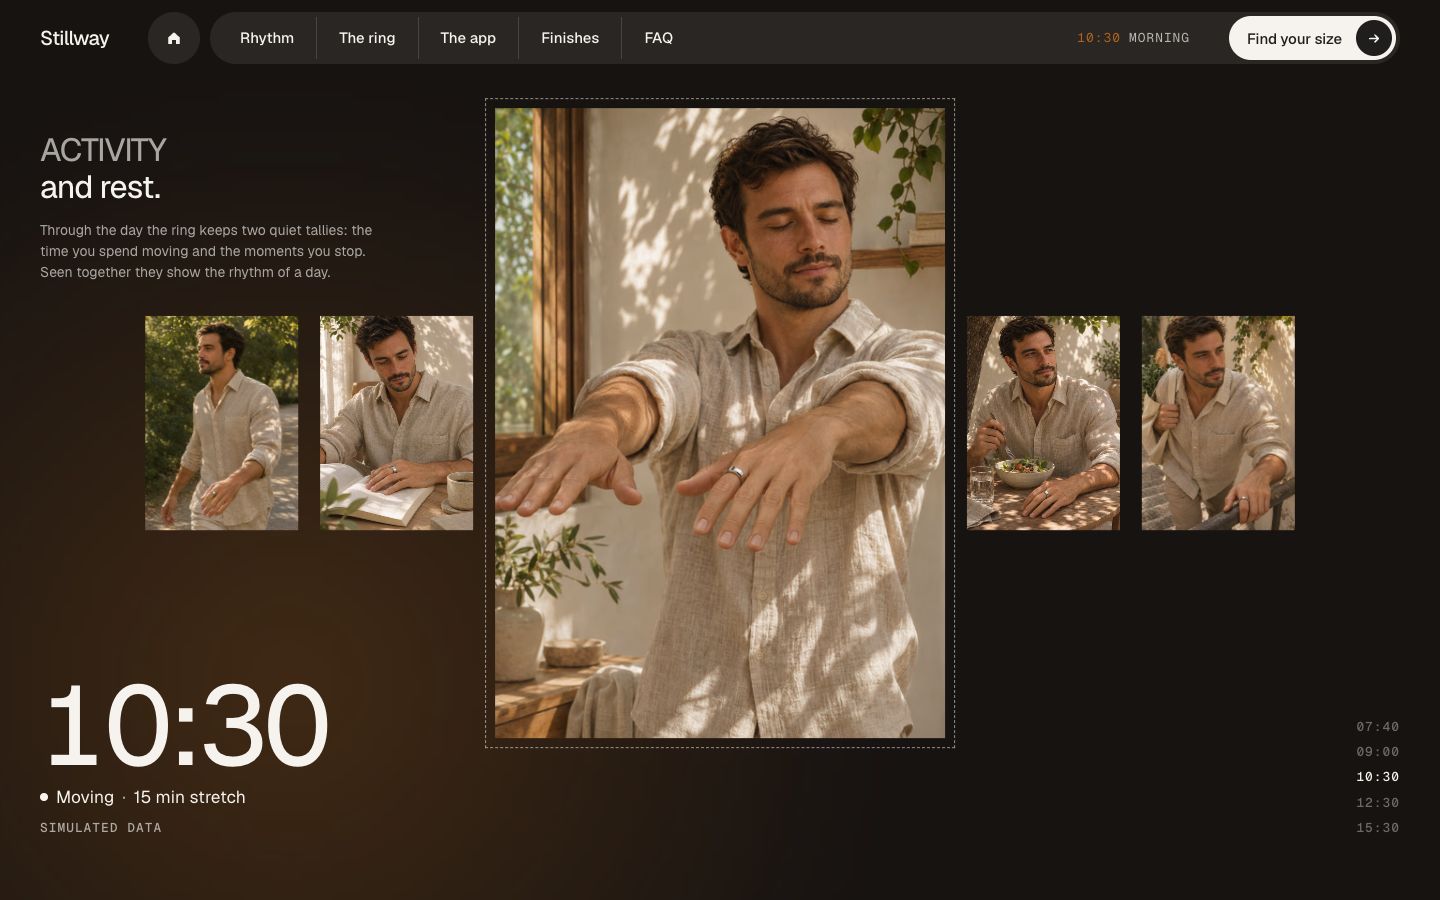 Stillway
Rhythm
The ring
The app
Finishes
FAQ
10:30 MORNING
Find your size
ACTIVITY
and rest.
Through the day the ring keeps two quiet tallies: the
time you spend moving and the moments you stop.
Seen together they show the rhythm of a day.
10:30
Moving · 15 min stretch
SIMULATED DATA
07:40
09:00
10:30
12:30
15:30